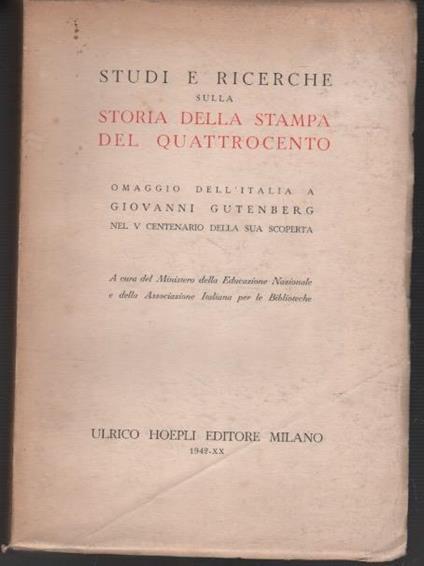 STUDI E RICERCHE
SULLA
STORIA DELLA STAMPA
DEL QUATTROCENTO
OMAGGIO DELL'ITALIA A
GIOVANNI GUTENBERG
NEL V CENTENARIO DELLA SUA SCOPERTA
A cura del Ministero della Educazione Nazionale
e della Associazione Italiana per le Biblioteche
ULRICO HOEPLI EDITORE MILANO
1942-XX